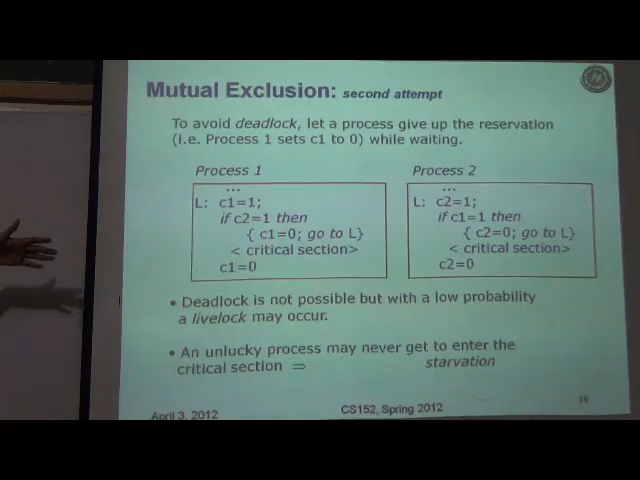 Mutual Exclusion: second attempt
To avoid deadlock, let a process give up the reservation
(i.e. Process 1 sets c1 to 0) while waiting.
Process 1
...
L: c1=1;
if c2=1 then
{ c1=0; go to L}
< critical section>
c1=0
Process 2
...
L: c2=1;
if c1=1 then
{ c2=0; go to L}
< critical section>
c2=0
• Deadlock is not possible but with a low probability
a livelock may occur.
• An unlucky process may never get to enter the
critical section ⇒ starvation
April 3, 2012
CS152, Spring 2012
16